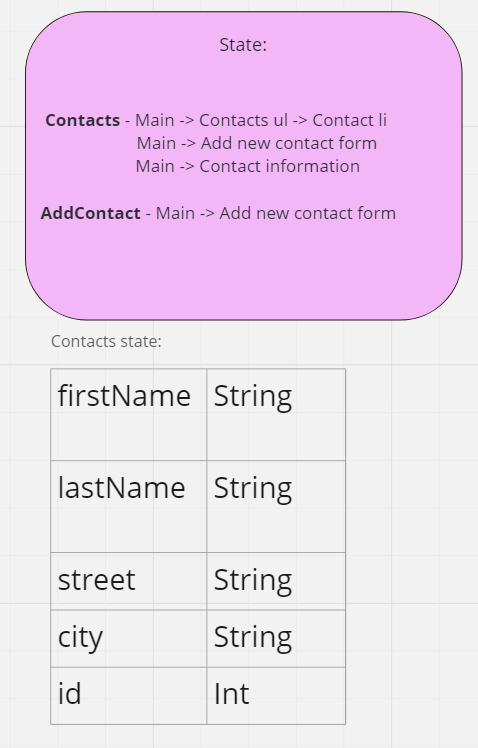 State:
Contacts - Main -> Contacts ul -> Contact li
Main -> Add new contact form
Main -> Contact information
AddContact - Main -> Add new contact form
Contacts state:
firstName String
lastName String
street String
city String
id Int